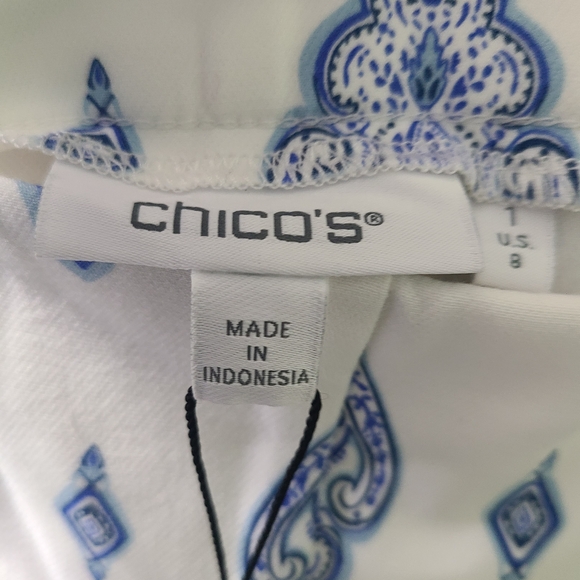 chico's®
1
U.S.
8
MADE
IN
INDONESIA